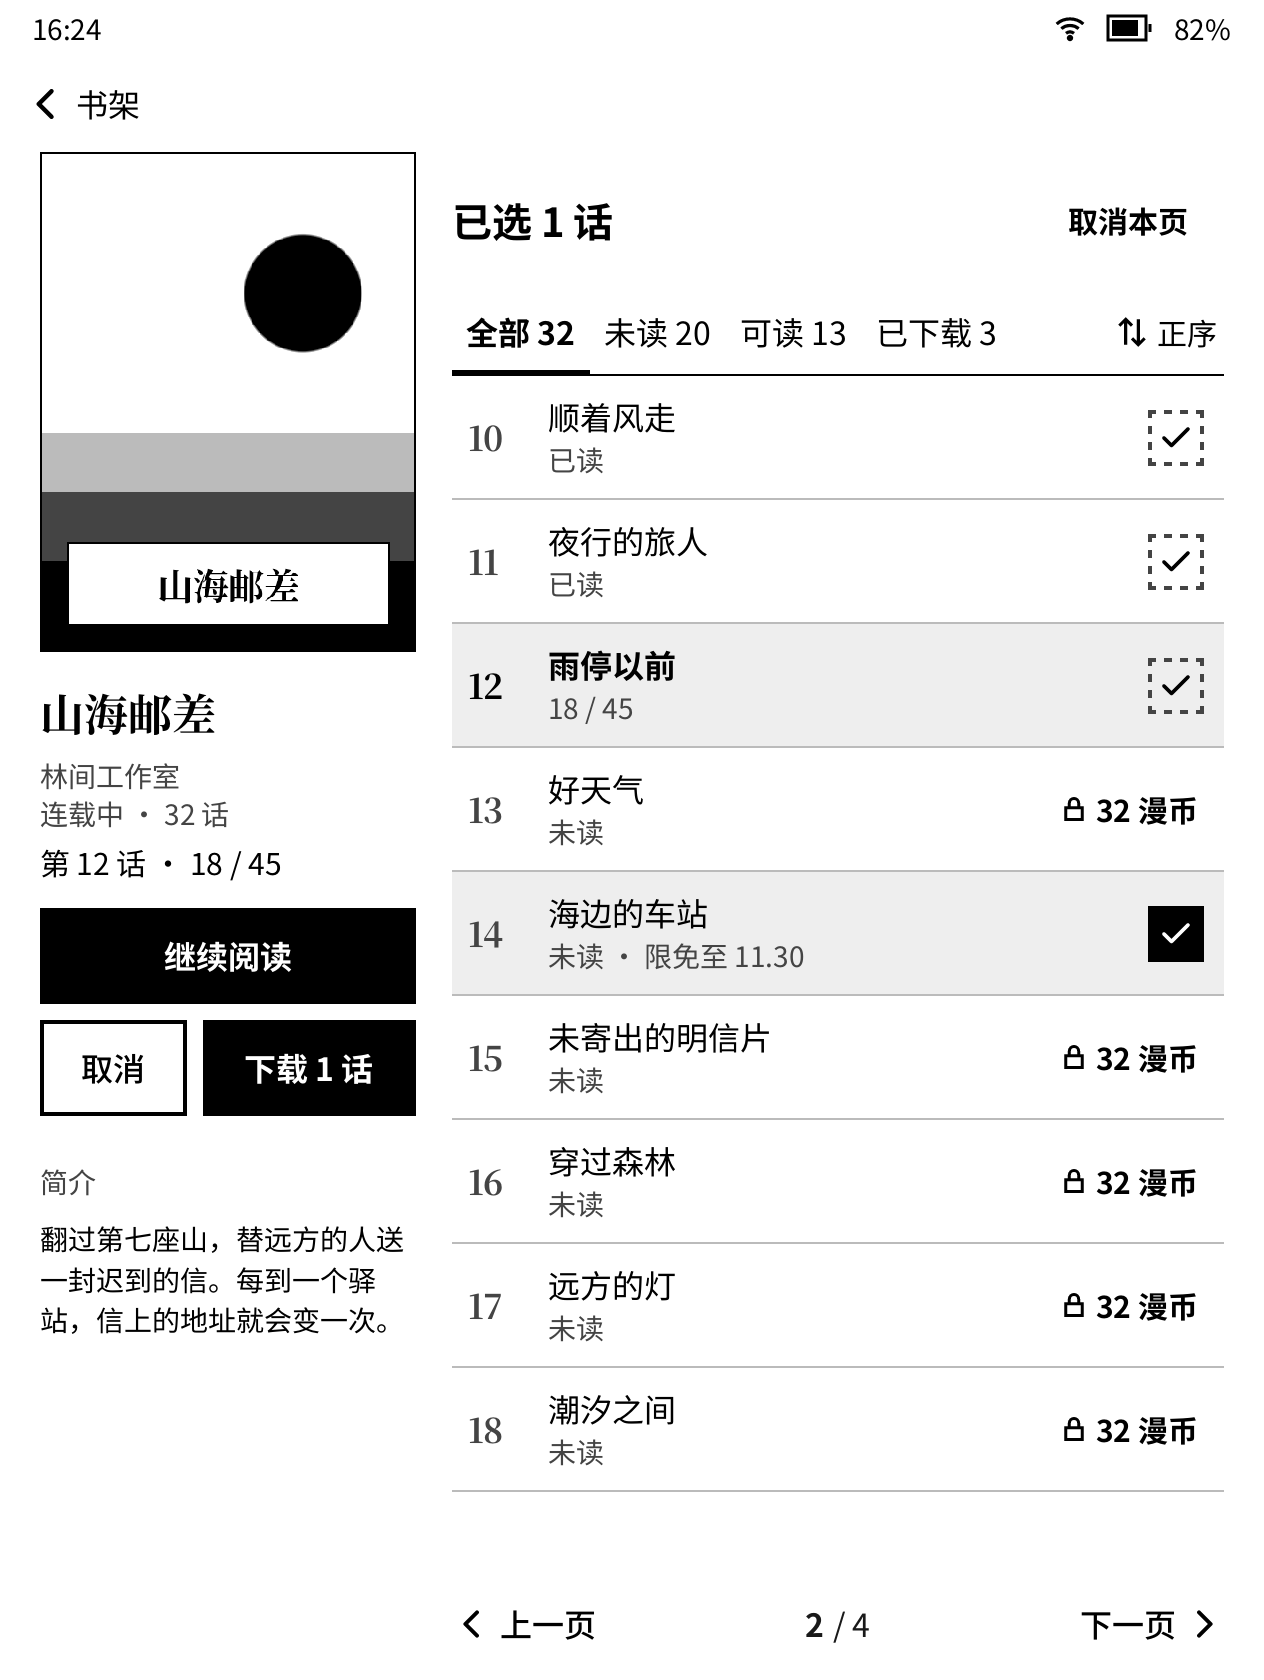 16:24
82%
书架
山海邮差
山海邮差
林间工作室
连载中 · 32 话
第 12 话 · 18 / 45
继续阅读
取消
下载 1 话
简介
翻过第七座山，替远方的人送
一封迟到的信。每到一个驿
站，信上的地址就会变一次。
已选 1 话
取消本页
全部 32
未读 20
可读 13
已下载 3
正序
10
顺着风走
已读
11
夜行的旅人
已读
12
雨停以前
18 / 45
13
好天气
未读
32 漫币
14
海边的车站
未读 · 限免至 11.30
15
未寄出的明信片
未读
32 漫币
16
穿过森林
未读
32 漫币
17
远方的灯
未读
32 漫币
18
潮汐之间
未读
32 漫币
上一页
2 / 4
下一页